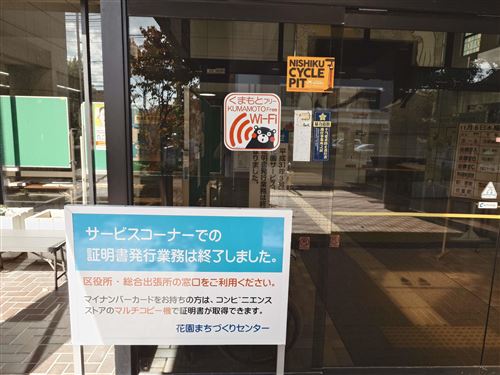 NISHIKU
CYCLE
PIT
くまもとフリー
KUMAMOTO Free
Wi-Fi
サービスコーナーでの
証明書発行業務は終了しました。
区役所・総合出張所の窓口をご利用ください。
マイナンバーカードをお持ちの方は、コンビニエンス
ストアのマルチコピー機で証明書が取得できます。
花園まちづくりセンター